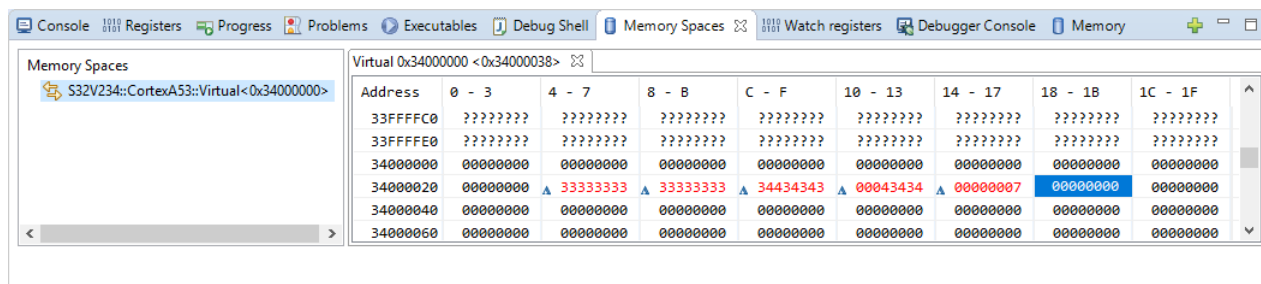 Console Registers Progress Problems Executables Debug Shell Memory Spaces Watch registers Debugger Console Memory
Memory Spaces
S32V234::CortexA53::Virtual<0x34000000>
Virtual 0x34000000 <0x34000038>
Address 0 - 3 4 - 7 8 - B C - F 10 - 13 14 - 17 18 - 1B 1C - 1F
33FFFFC0 ???????? ???????? ???????? ???????? ???????? ???????? ???????? ????????
33FFFFE0 ???????? ???????? ???????? ???????? ???????? ???????? ???????? ????????
34000000 00000000 00000000 00000000 00000000 00000000 00000000 00000000 00000000
34000020 00000000 33333333 33333333 34434343 00043434 00000007 00000000 00000000
34000040 00000000 00000000 00000000 00000000 00000000 00000000 00000000 00000000
34000060 00000000 00000000 00000000 00000000 00000000 00000000 00000000 00000000